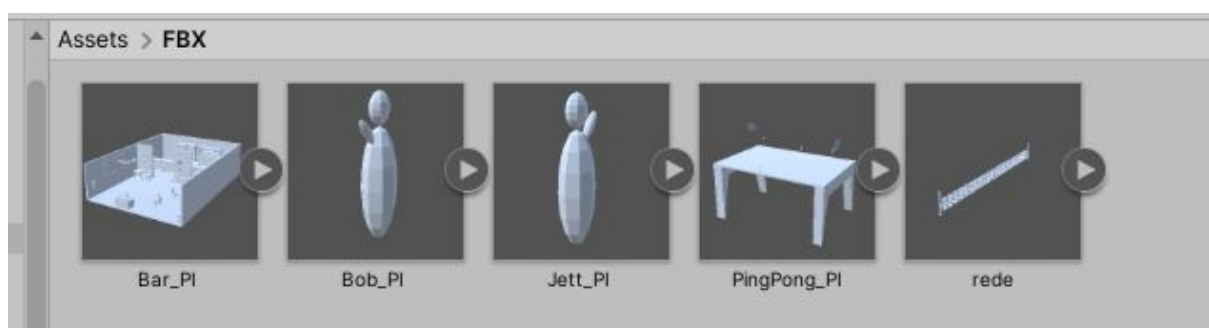 Assets > FBX
Bar_PI
Bob_PI
Jett_PI
PingPong_PI
rede